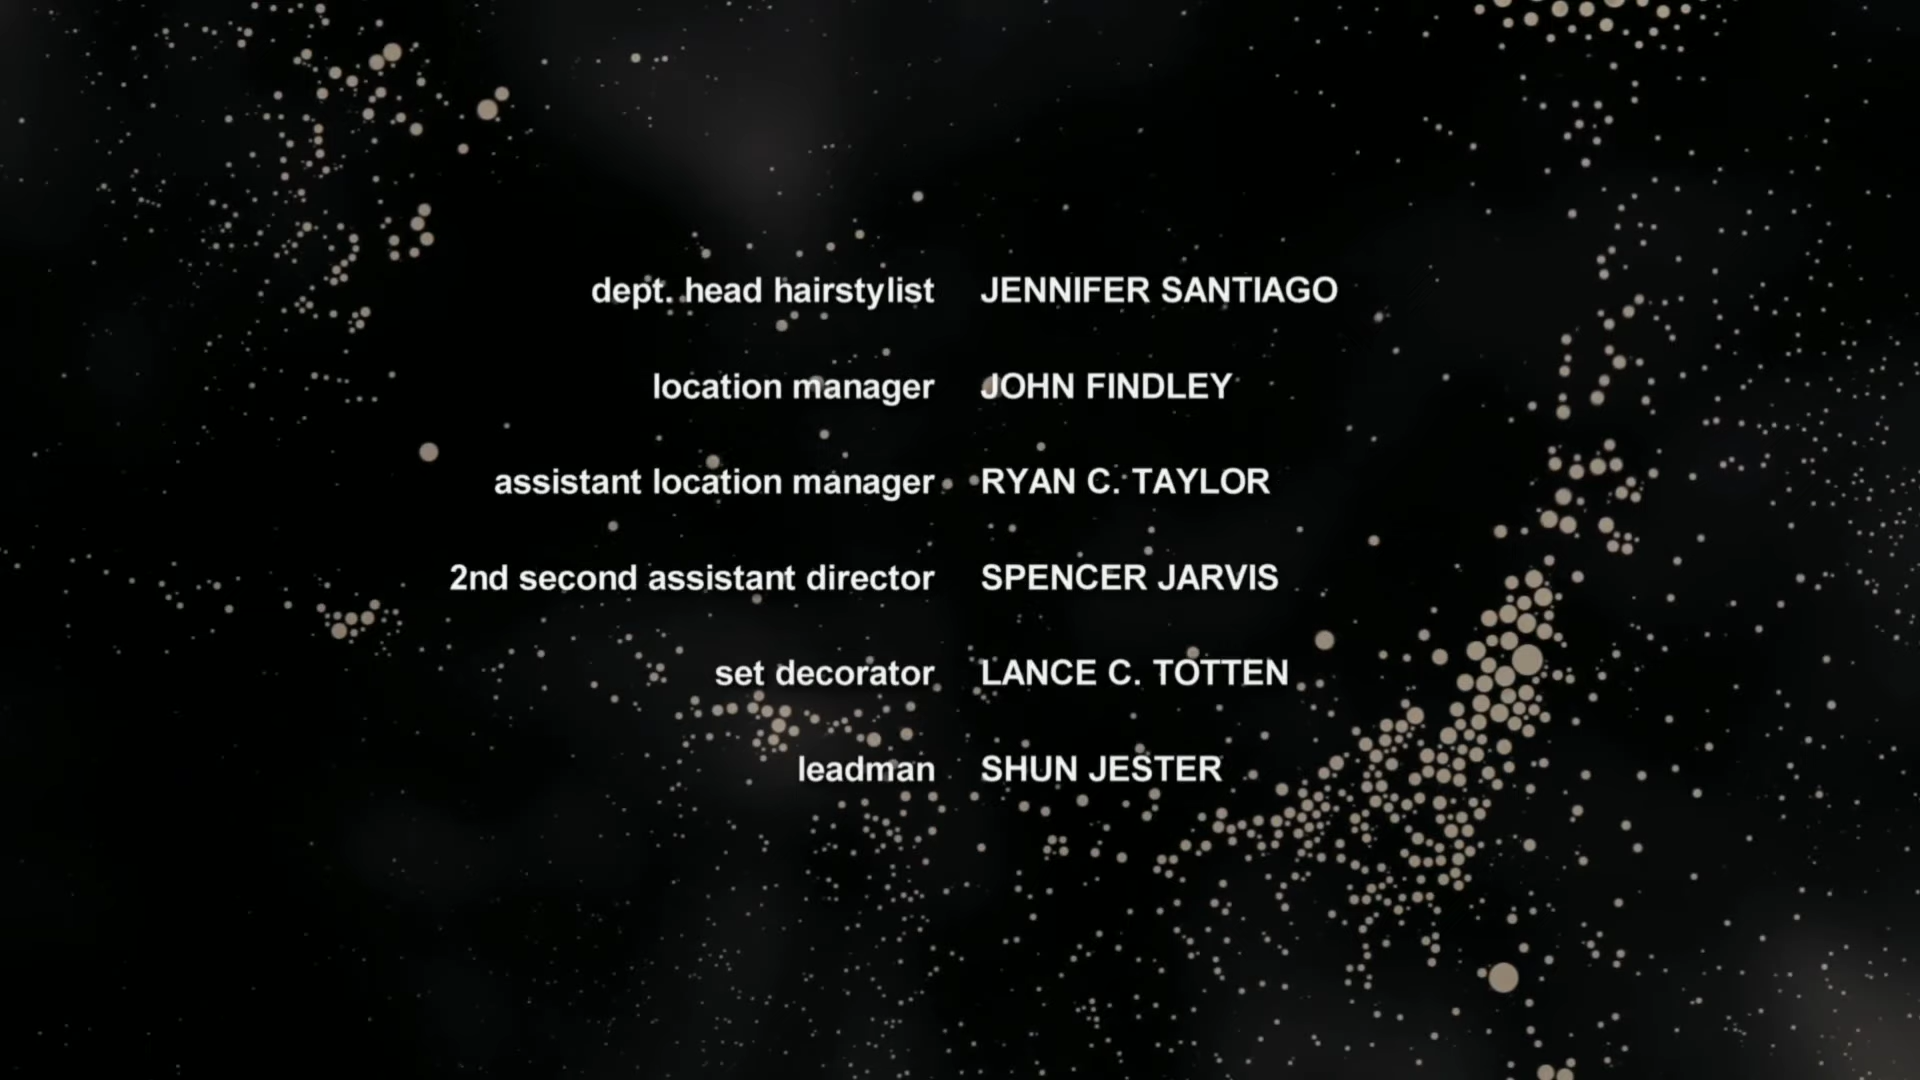 dept. head hairstylist JENNIFER SANTIAGO
location manager JOHN FINDLEY
assistant location manager RYAN C. TAYLOR
2nd second assistant director SPENCER JARVIS
set decorator LANCE C. TOTTEN
leadman SHUN JESTER